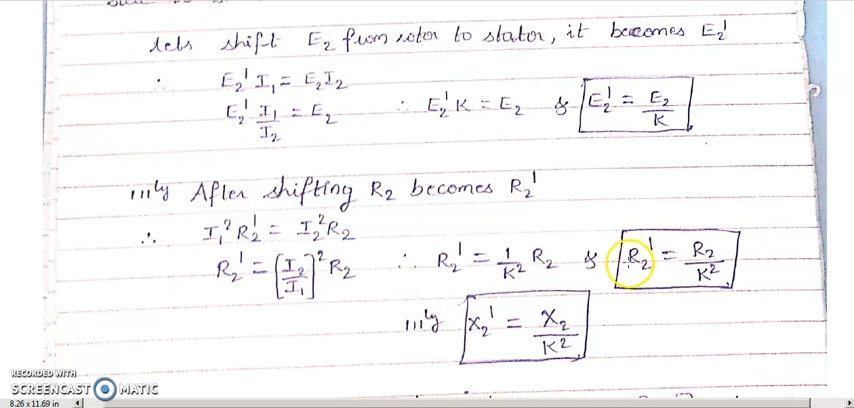 lets shift E₂ from rotor to stator, it becomes E₂'
∴ E₂' I₁ = E₂ I₂
E₂' I₁/I₂ = E₂ ∴ E₂' K = E₂ & E₂' = E₂/K
111ly After shifting R₂ becomes R₂'
∴ I₁² R₂' = I₂² R₂
R₂' = [I₂/I₁]² R₂ ∴ R₂' = 1/K² R₂ & R₂' = R₂/K²
111ly X₂' = X₂/K²
RECORDED WITH
SCREENCAST MATIC
8.26 x 11.69 in